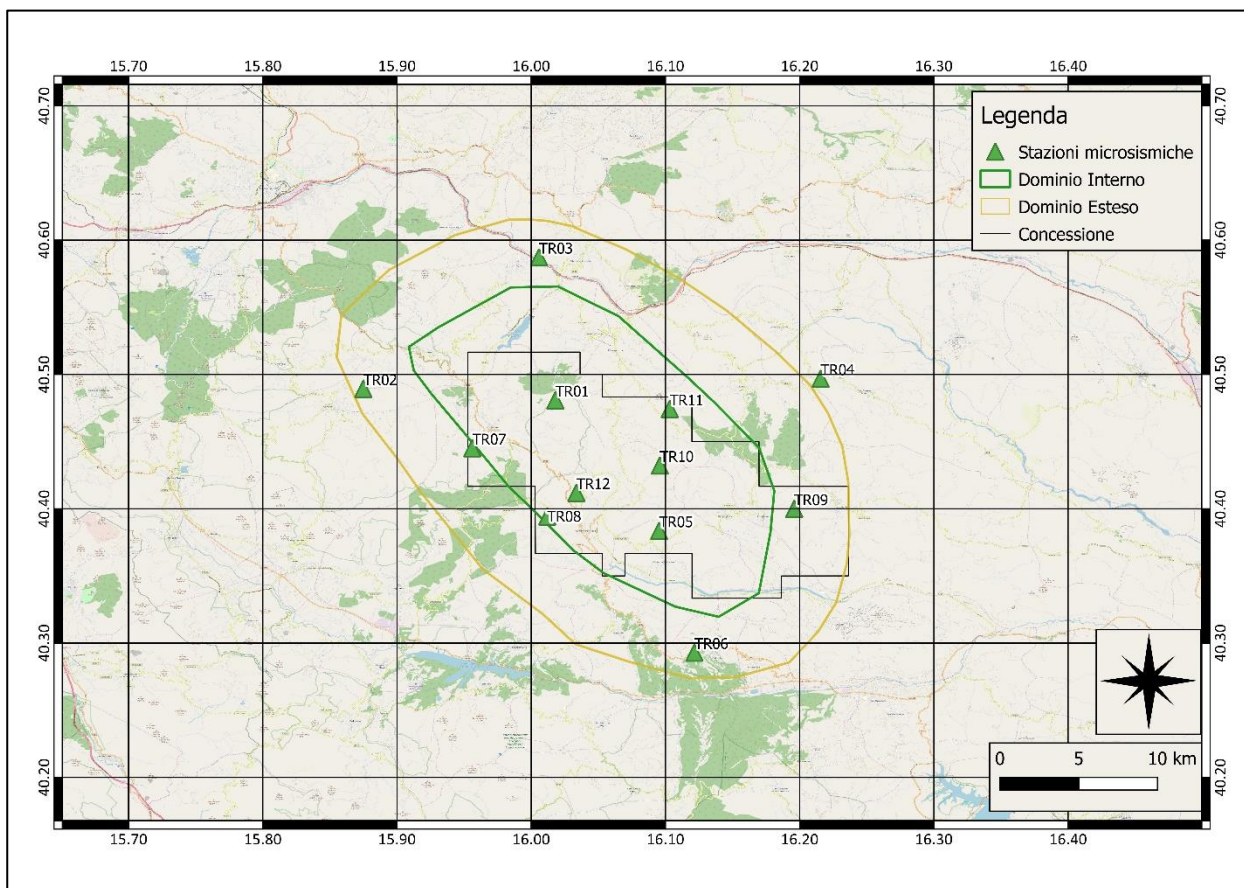 15.70 15.80 15.90 16.00 16.10 16.20 16.30 16.40
40.70 40.70
Legenda
Stazioni microsismiche
Dominio Interno
Dominio Esteso
Concessione
40.60 40.60
TR03
40.50 40.50
TR02
TR04
TR01
TR11
TR07
TR10
TR12
40.40 40.40
TR08
TR05
TR09
40.30 40.30
TR06
0 5 10 km
40.20 40.20
15.70 15.80 15.90 16.00 16.10 16.20 16.30 16.40